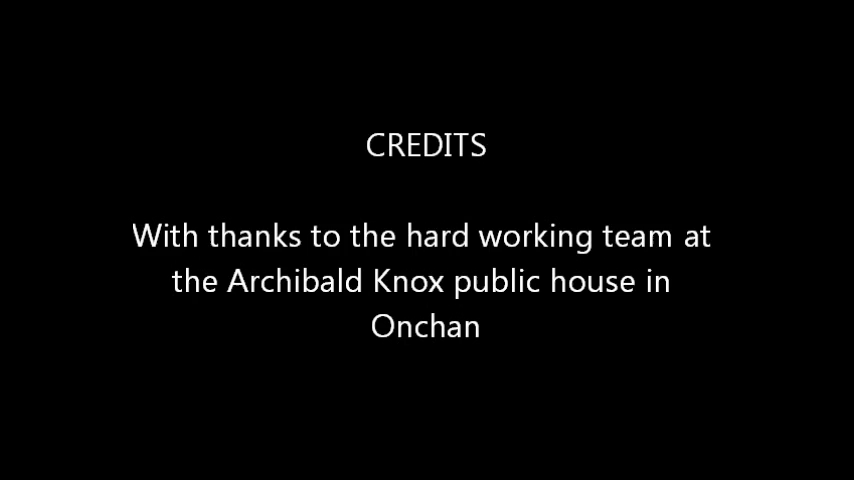 CREDITS
With thanks to the hard working team at
the Archibald Knox public house in
Onchan